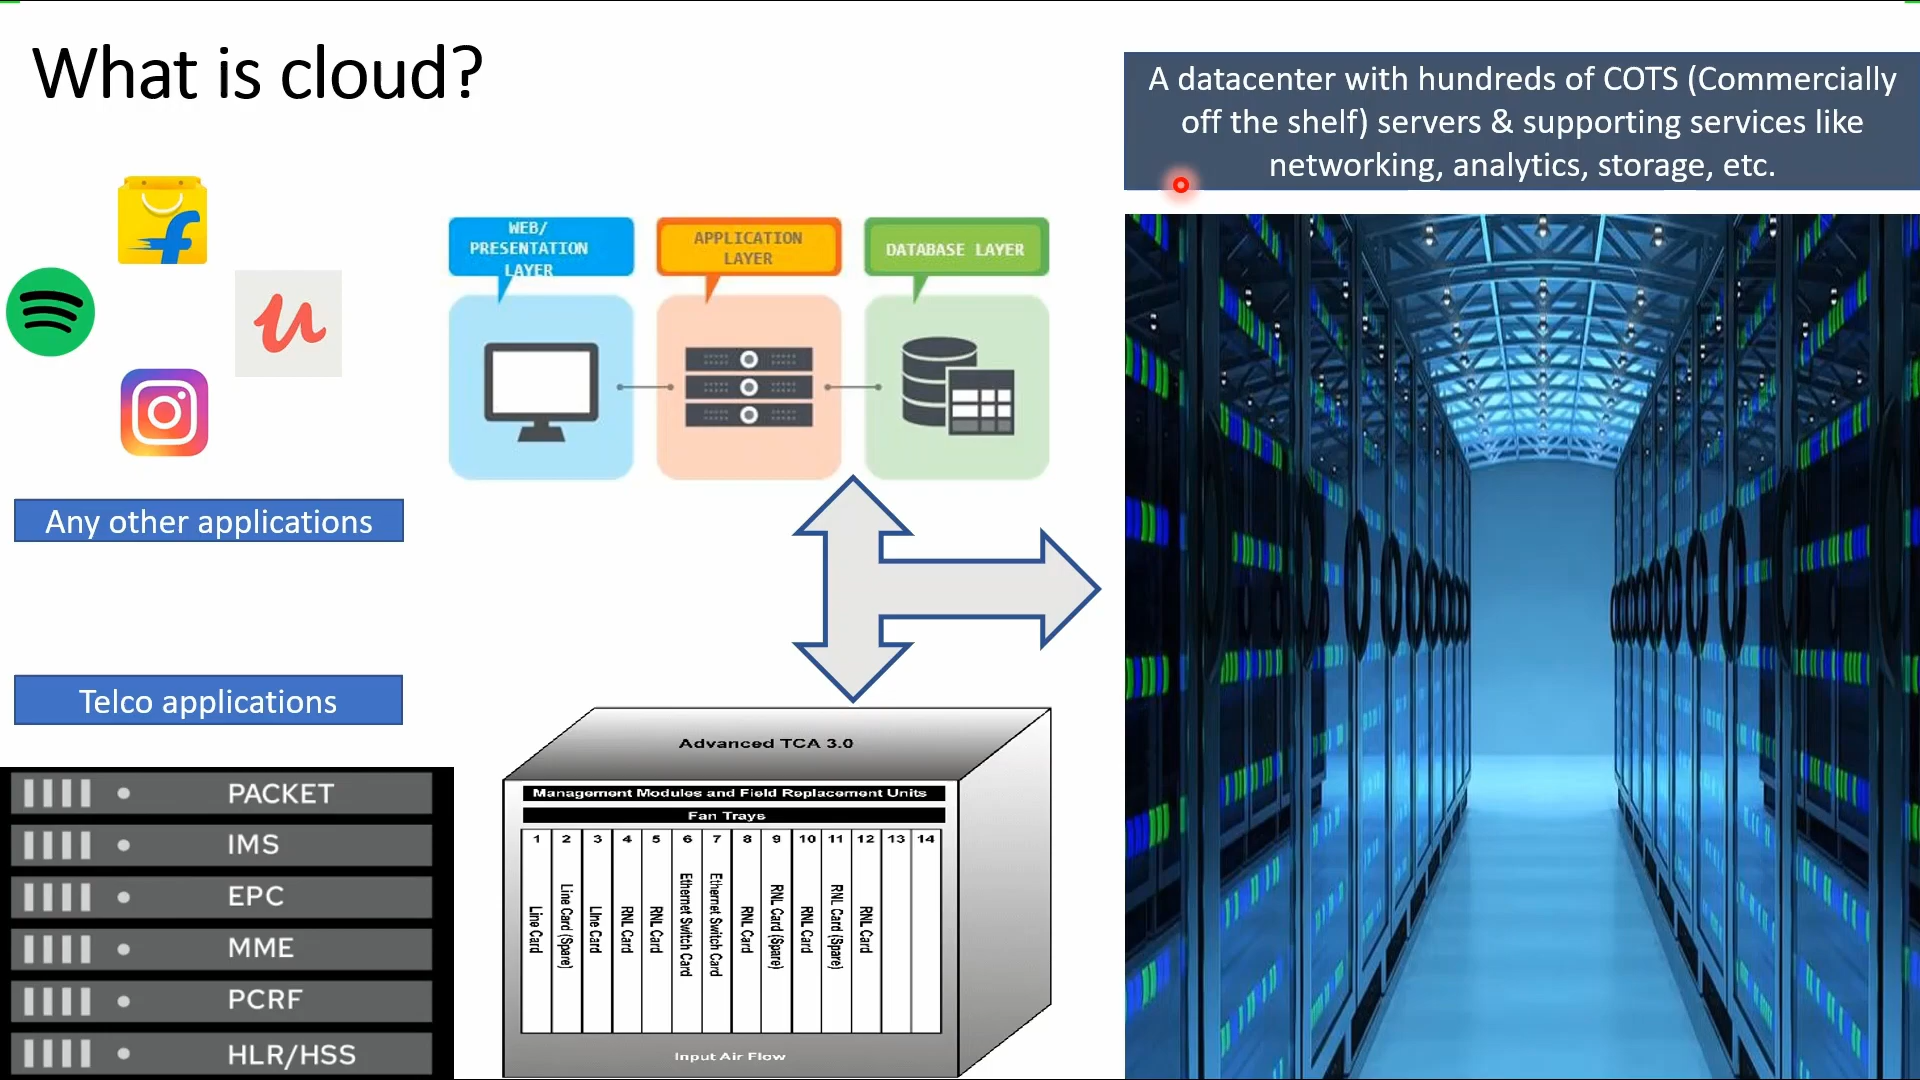 What is cloud?
A datacenter with hundreds of COTS (Commercially
off the shelf) servers & supporting services like
networking, analytics, storage, etc.
WEB/
PRESENTATION
LAYER
APPLICATION
LAYER
DATABASE LAYER
Any other applications
Telco applications
PACKET
IMS
EPC
MME
PCRF
HLR/HSS
Advanced TCA 3.0
Management Modules and Field Replacement Units
Fan Trays
1 2 3 4 5 6 7 8 9 10 11 12 13 14
Line Card
Line Card (Spare)
Line Card
RNL Card
RNL Card
Ethernet Switch Card
Ethernet Switch Card
RNL Card
RNL Card (Spare)
RNL Card
RNL Card (Spare)
RNL Card
Input Air Flow